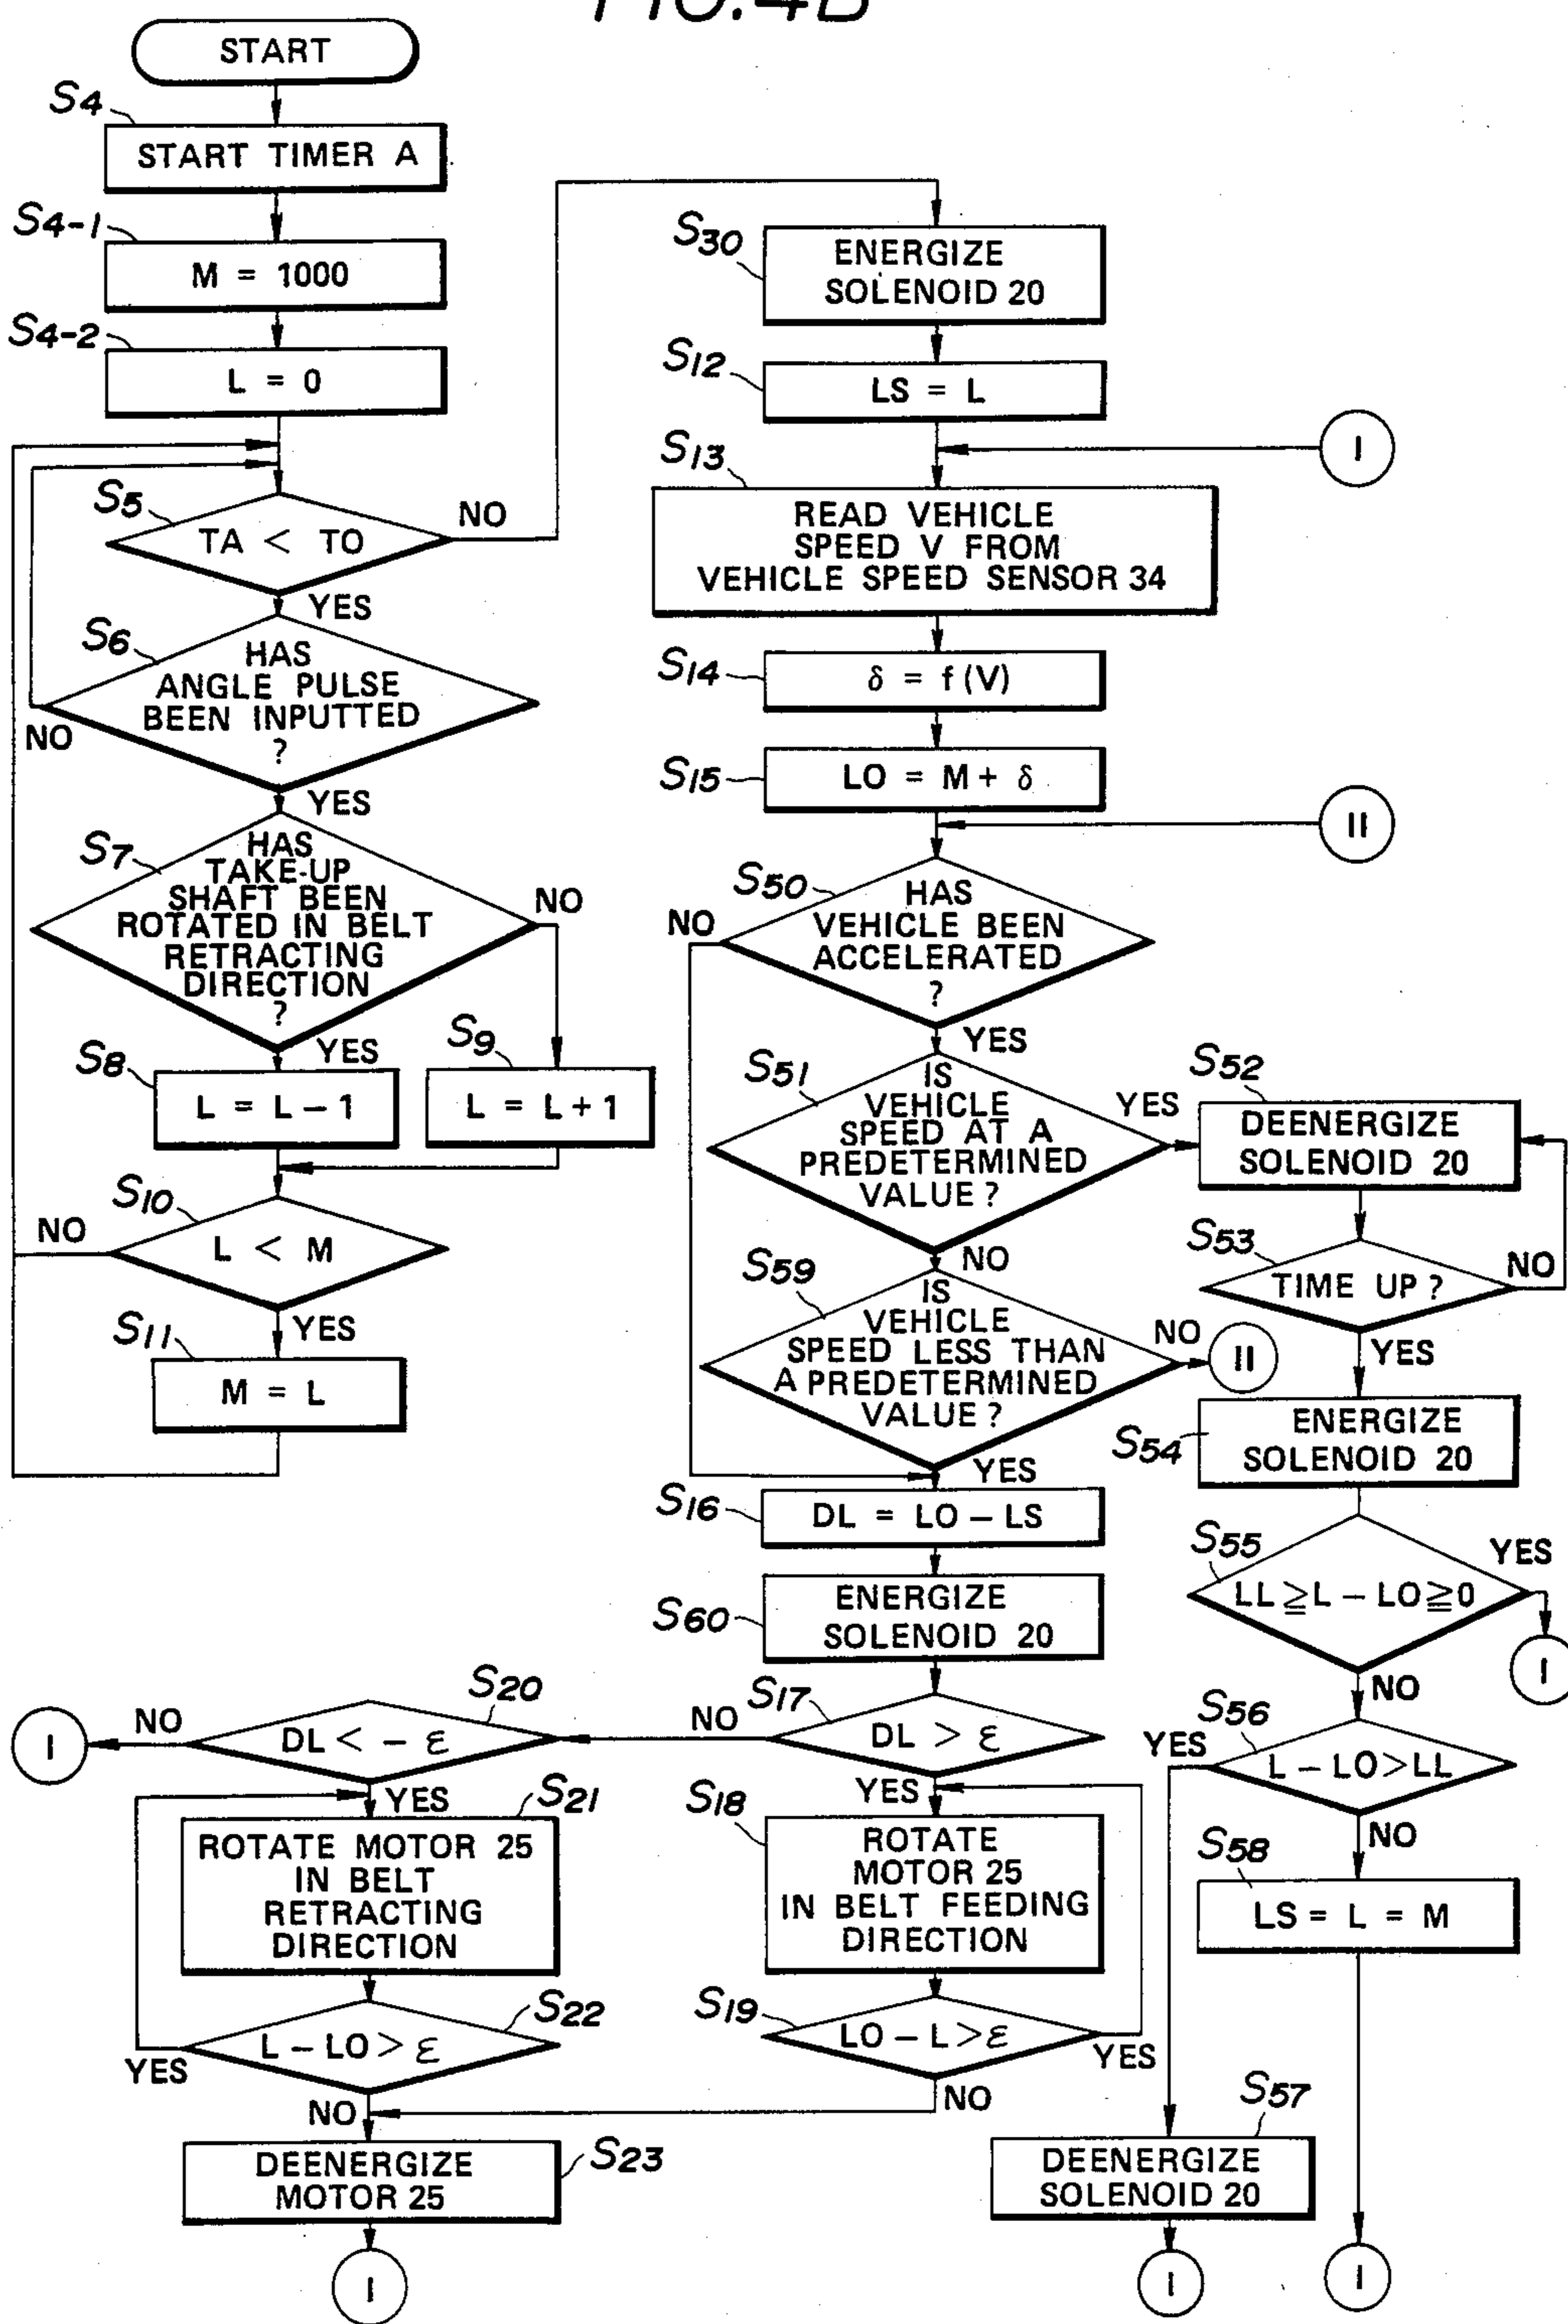 FIG.4B
START
S4
START TIMER A
S4-1
M = 1000
S4-2
L = 0
S5
TA < TO
NO
YES
S6
HAS
ANGLE PULSE
BEEN INPUTTED
?
NO
YES
S7
HAS
TAKE-UP
SHAFT BEEN
ROTATED IN BELT
RETRACTING
DIRECTION
?
NO
YES
S8
L = L - 1
S9
L = L + 1
S10
L < M
NO
YES
S11
M = L
S30
ENERGIZE
SOLENOID 20
S12
LS = L
I
S13
READ VEHICLE
SPEED V FROM
VEHICLE SPEED SENSOR 34
S14
δ = f (V)
S15
LO = M + δ
II
S50
HAS
VEHICLE BEEN
ACCELERATED
?
NO
YES
S51
IS
VEHICLE
SPEED AT A
PREDETERMINED
VALUE ?
YES
NO
S52
DEENERGIZE
SOLENOID 20
S53
TIME UP ?
NO
YES
S59
IS
VEHICLE
SPEED LESS THAN
A PREDETERMINED
VALUE ?
NO
II
YES
S54
ENERGIZE
SOLENOID 20
S16
DL = LO - LS
S55
LL ≧ L - LO ≧ 0
YES
I
NO
S60
ENERGIZE
SOLENOID 20
S17
DL > ε
NO
YES
S20
DL < - ε
NO
I
YES
S21
ROTATE MOTOR 25
IN BELT
RETRACTING
DIRECTION
S22
L - LO > ε
YES
NO
S18
ROTATE
MOTOR 25
IN BELT FEEDING
DIRECTION
S19
LO - L > ε
YES
NO
S23
DEENERGIZE
MOTOR 25
I
S56
L - LO > LL
YES
NO
S58
LS = L = M
S57
DEENERGIZE
SOLENOID 20
I
I